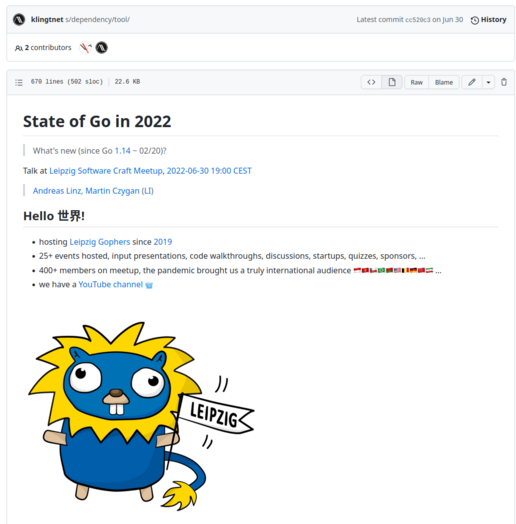 klingtnet s/dependency/tool/
Latest commit cc528c3 on Jun 30 History
2 contributors
670 lines (502 sloc) 22.6 KB
Raw Blame
State of Go in 2022
What's new (since Go 1.14 ~ 02/20)?
Talk at Leipzig Software Craft Meetup, 2022-06-30 19:00 CEST
Andreas Linz, Martin Czygan (LI)
Hello 世界!
• hosting Leipzig Gophers since 2019
• 25+ events hosted, input presentations, code walkthroughs, discussions, startups, quizzes, sponsors, ...
• 400+ members on meetup, the pandemic brought us a truly international audience ...
• we have a YouTube channel
LEIPZIG